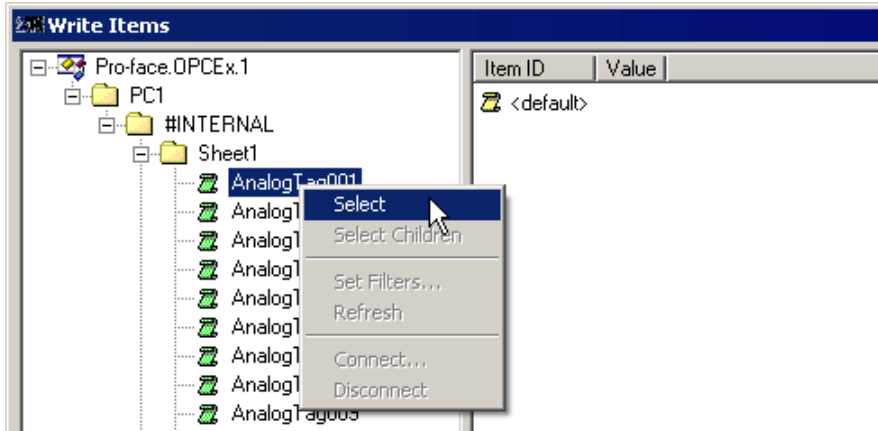 Write Items
Pro-face.OPCEx.1
PC1
#INTERNAL
Sheet1
AnalogTag001
Item ID Value
<default>
Select
Select Children
Set Filters...
Refresh
Connect...
Disconnect